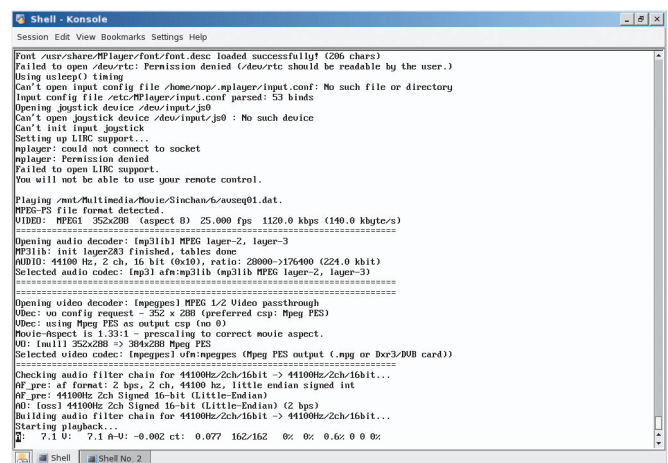 Shell - Konsole
Session Edit View Bookmarks Settings Help
Font /usr/share/MPlayer/font/font.desc loaded successfully! (206 chars)
Failed to open /dev/rtc: Permission denied (/dev/rtc should be readable by the user.)
Using usleep() timing
Can't open input config file /home/nop/.mplayer/input.conf: No such file or directory
Input config file /etc/MPlayer/input.conf parsed: 53 binds
Opening joystick device /dev/input/js0
Can't open joystick device /dev/input/js0 : No such device
Can't init input joystick
Setting up LIRC support...
mplayer: could not connect to socket
mplayer: Permission denied
Failed to open LIRC support.
You will not be able to use your remote control.
Playing /mnt/Multimedia/Movie/Sinchan/6/avseq01.dat.
MPEG-PS file format detected.
VIDEO: MPEG1 352x288 (aspect 8) 25.000 fps 1120.0 kbps (140.0 kbyte/s)
==========================================================================
Opening audio decoder: [mp3lib] MPEG layer-2, layer-3
MP3lib: init layer2&3 finished, tables done
AUDIO: 44100 Hz, 2 ch, 16 bit (0x10), ratio: 28000->176400 (224.0 kbit)
Selected audio codec: [mp3] afm:mp3lib (mp3lib MPEG layer-2, layer-3)
==========================================================================
==========================================================================
Opening video decoder: [mpegpes] MPEG 1/2 Video passthrough
VDec: vo config request - 352 x 288 (preferred csp: Mpeg PES)
VDec: using Mpeg PES as output csp (no 0)
Movie-Aspect is 1.33:1 - prescaling to correct movie aspect.
VO: [null] 352x288 => 384x288 Mpeg PES
Selected video codec: [mpegpes] vfm:mpegpes (Mpeg PES output (.mpg or Dxr3/DVB card))
==========================================================================
Checking audio filter chain for 44100Hz/2ch/16bit -> 44100Hz/2ch/16bit...
AF_pre: af format: 2 bps, 2 ch, 44100 hz, little endian signed int
AF_pre: 44100Hz 2ch Signed 16-bit (Little-Endian)
AO: [oss] 44100Hz 2ch Signed 16-bit (Little-Endian) (2 bps)
Building audio filter chain for 44100Hz/2ch/16bit -> 44100Hz/2ch/16bit...
Starting playback...
A: 7.1 V: 7.1 A-V: -0.002 ct: 0.077 162/162 0% 0% 0.6% 0 0 0%
Shell Shell No. 2